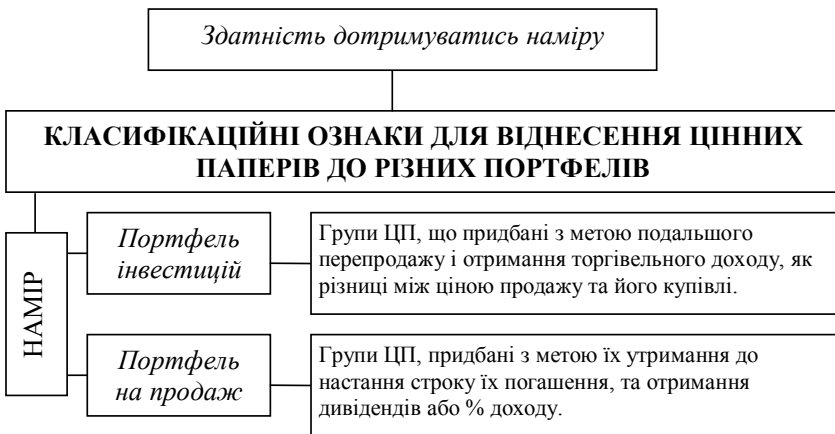 Здатність дотримуватись наміру
КЛАСИФІКАЦІЙНІ ОЗНАКИ ДЛЯ ВІДНЕСЕННЯ ЦІННИХ
ПАПЕРІВ ДО РІЗНИХ ПОРТФЕЛІВ
НАМІР
Портфель
інвестицій
Групи ЦП, що придбані з метою подальшого
перепродажу і отримання торгівельного доходу, як
різниці між ціною продажу та його купівлі.
Портфель
на продаж
Групи ЦП, придбані з метою їх утримання до
настання строку їх погашення, та отримання
дивідендів або % доходу.